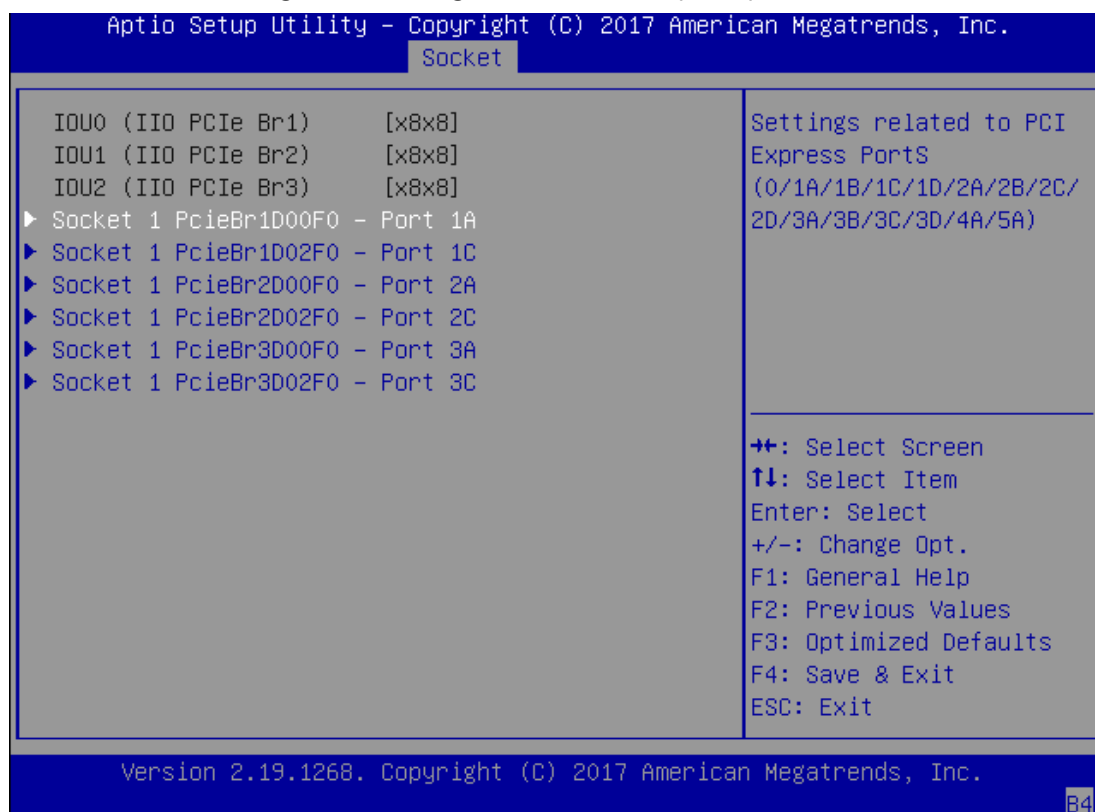 Aptio Setup Utility – Copyright (C) 2017 American Megatrends, Inc.
Socket
IOU0 (IIO PCIe Br1) [x8x8]
IOU1 (IIO PCIe Br2) [x8x8]
IOU2 (IIO PCIe Br3) [x8x8]
Socket 1 PcieBr1D00F0 – Port 1A
Socket 1 PcieBr1D02F0 – Port 1C
Socket 1 PcieBr2D00F0 – Port 2A
Socket 1 PcieBr2D02F0 – Port 2C
Socket 1 PcieBr3D00F0 – Port 3A
Socket 1 PcieBr3D02F0 – Port 3C
Settings related to PCI
Express PortS
(0/1A/1B/1C/1D/2A/2B/2C/
2D/3A/3B/3C/3D/4A/5A)
→←: Select Screen
↑↓: Select Item
Enter: Select
+/-: Change Opt.
F1: General Help
F2: Previous Values
F3: Optimized Defaults
F4: Save & Exit
ESC: Exit
Version 2.19.1268. Copyright (C) 2017 American Megatrends, Inc.
B4